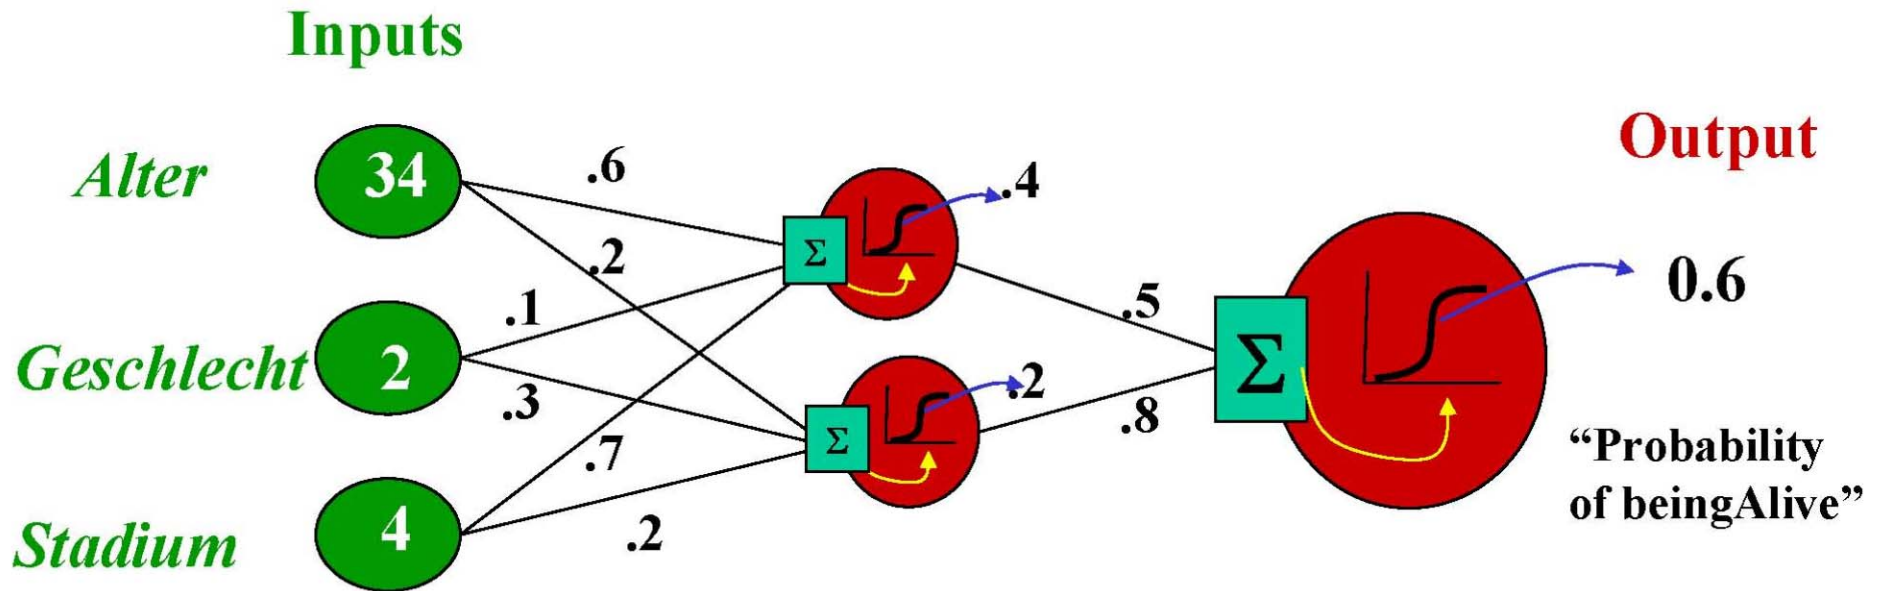 Inputs
Output
Alter
34
.6
.2
.4
Σ
Geschlecht
2
.1
.3
.5
Σ
0.6
Σ
.2
.8
Stadium
4
.7
.2
“Probability
of beingAlive”